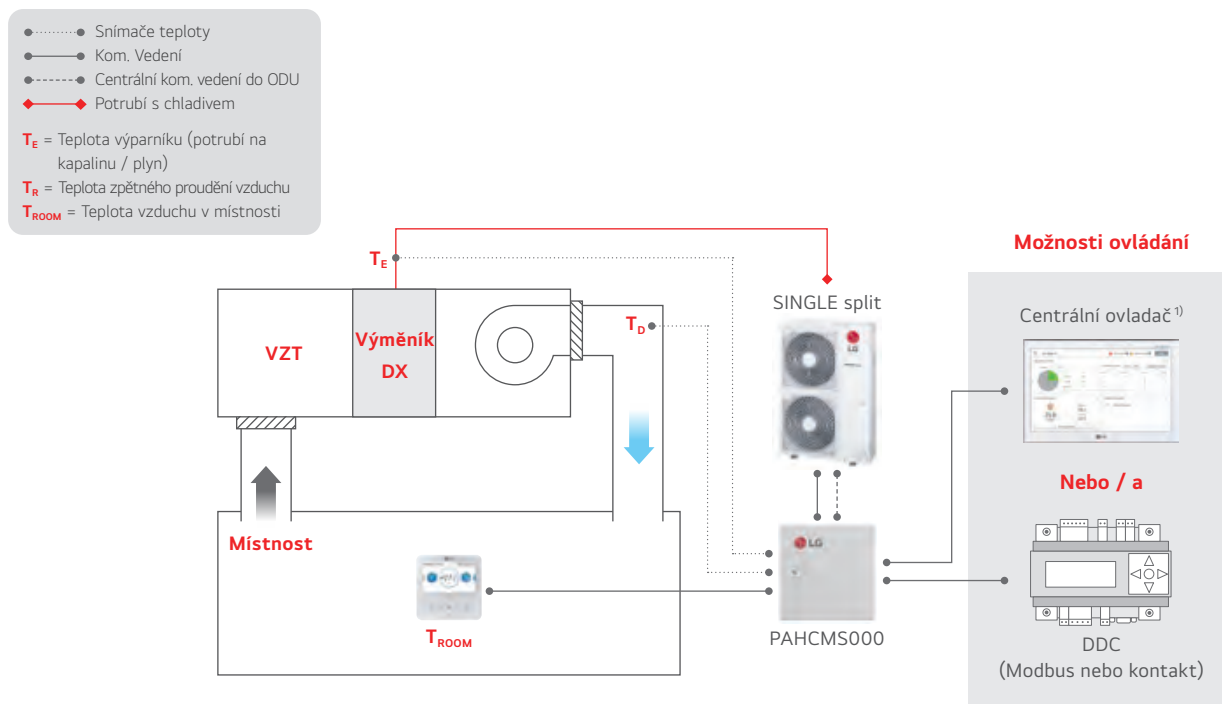 Snímače teploty
Kom. Vedení
Centrální kom. vedení do ODU
Potrubí s chladivem
TE = Teplota výparníku (potrubí na
kapalinu / plyn)
TR = Teplota zpětného proudění vzduchu
TROOM = Teplota vzduchu v místnosti
Možnosti ovládání
TE
SINGLE split
Centrální ovladač 1)
TD
VZT
Výměník
DX
LG
Nebo / a
Místnost
LG
TROOM
PAHCMS000
DDC
(Modbus nebo kontakt)